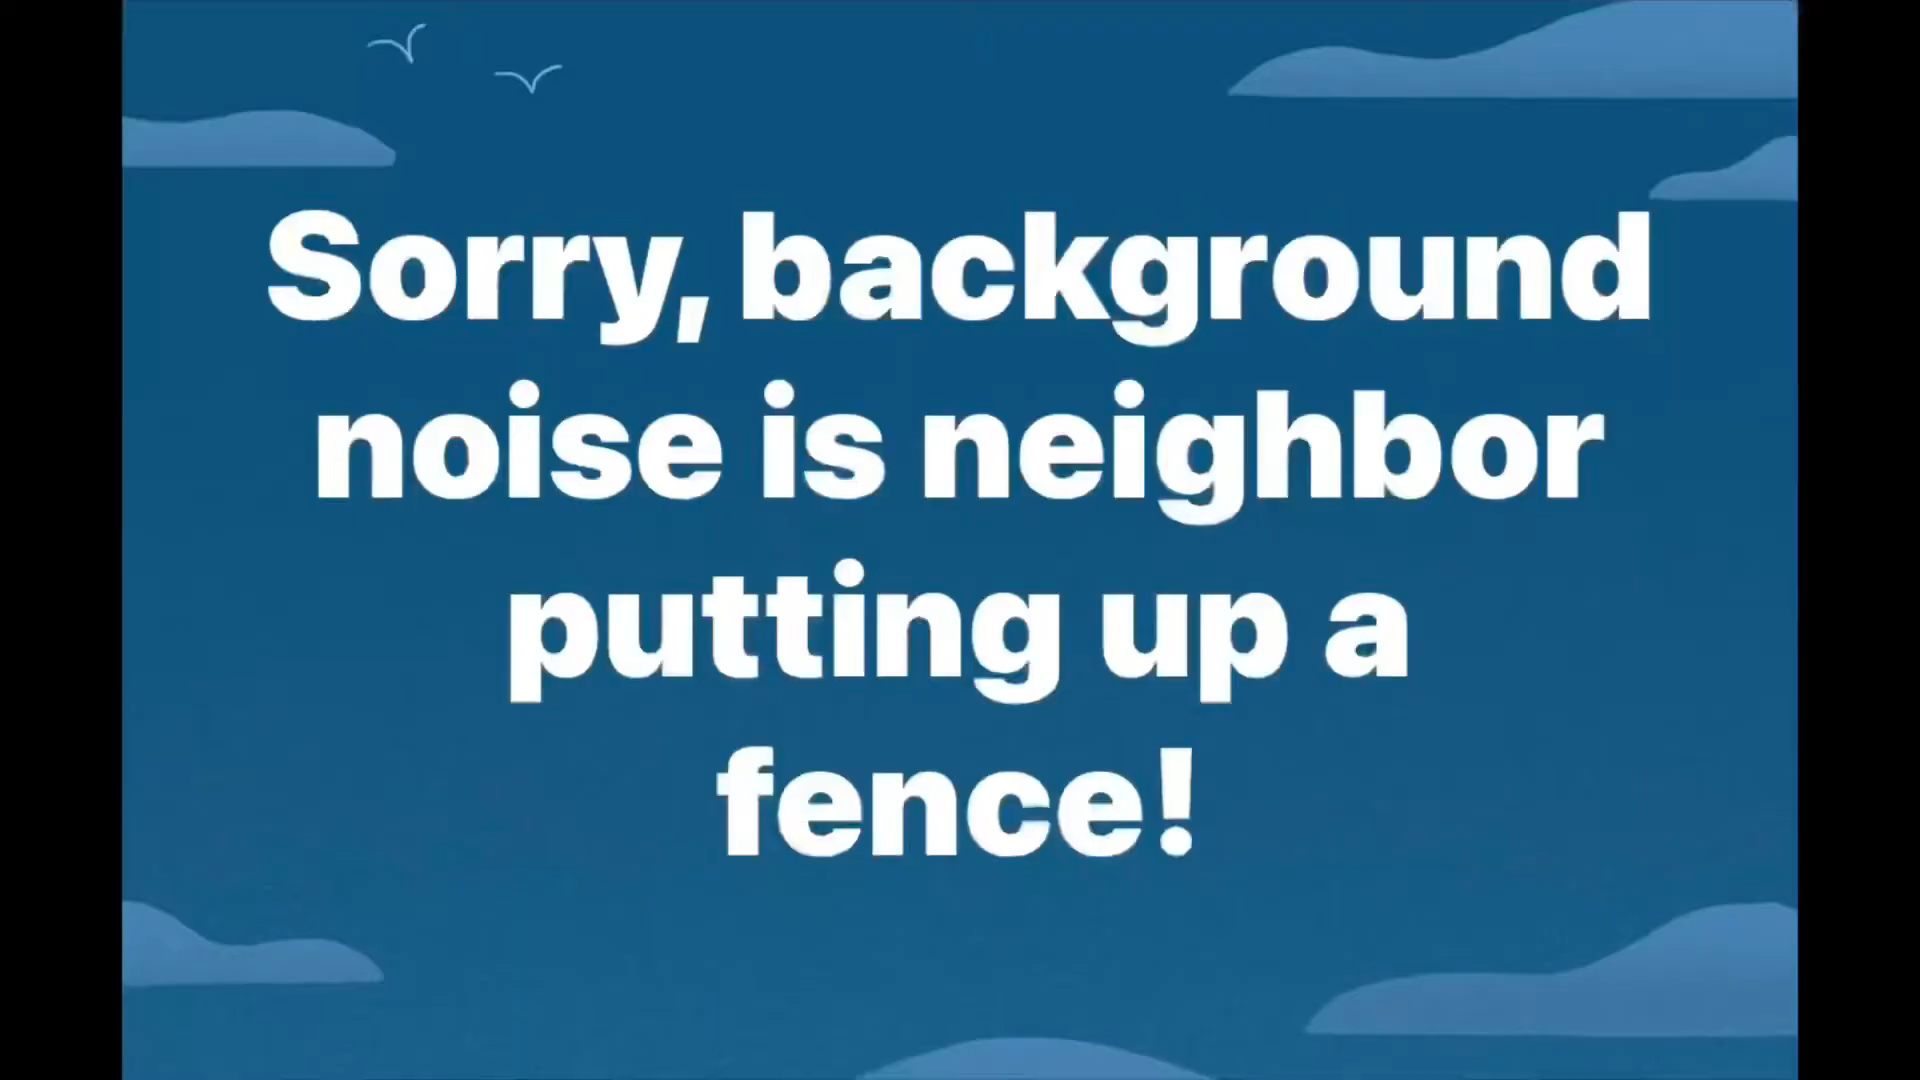 Sorry, background
noise is neighbor
putting up a
fence!